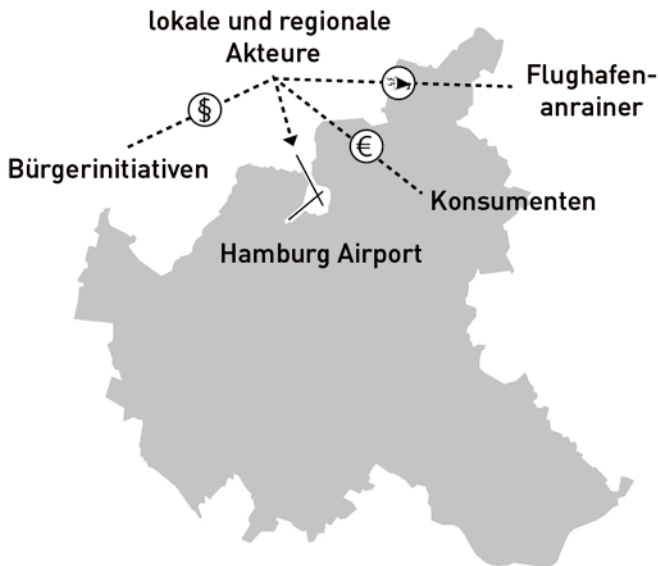 lokale und regionale
Akteure
Flughafen-
anrainer
§
Bürgerinitiativen
€
Konsumenten
Hamburg Airport